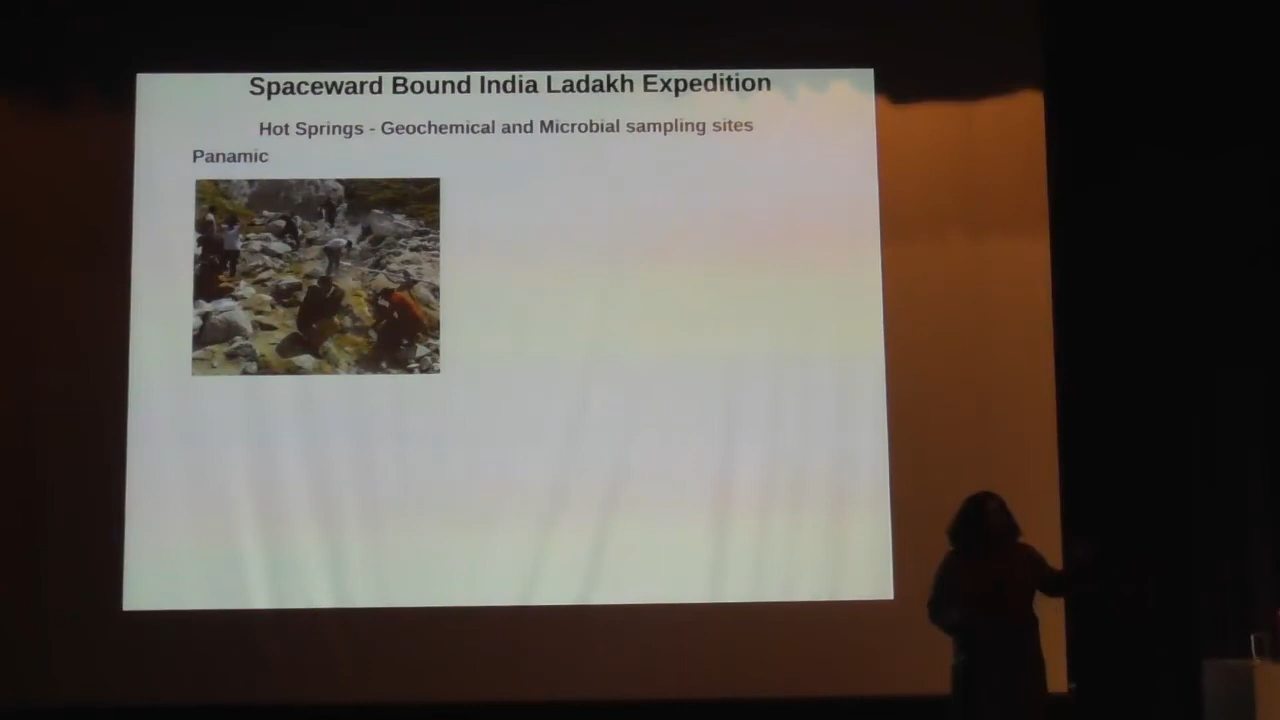 Spaceward Bound India Ladakh Expedition
Hot Springs - Geochemical and Microbial sampling sites
Panamic